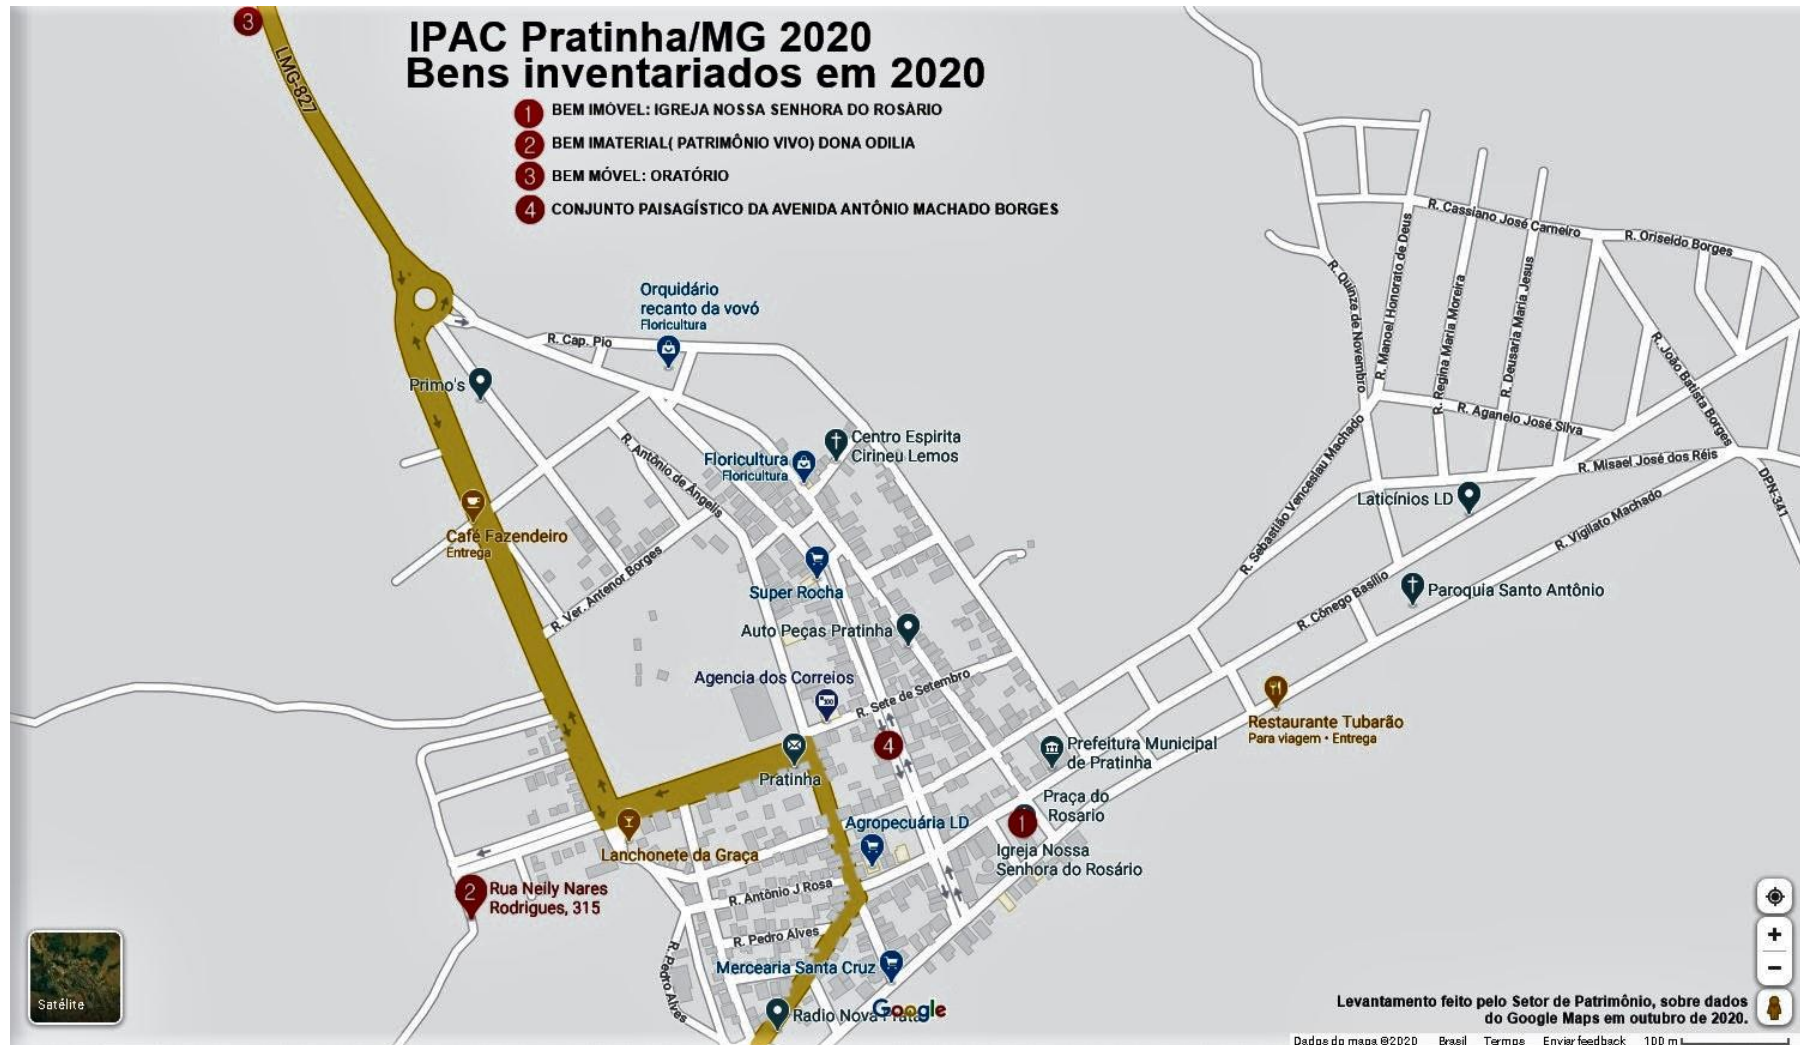 IPAC Pratinha/MG 2020
Bens inventariados em 2020
1 BEM IMÓVEL: IGREJA NOSSA SENHORA DO ROSÀRIO
2 BEM IMATERIAL( PATRIMÔNIO VIVO) DONA ODILIA
3 BEM MÓVEL: ORATÓRIO
4 CONJUNTO PAISAGÍSTICO DA AVENIDA ANTÔNIO MACHADO BORGES
3
LMG-827
R. Cassiano José Carneiro
R. Oriseldo Borges
R. Quinze de Novembro
R. Manoel Honorato de Deus
R. Regina Maria Moreira
R. Deusaria Maria Jesus
R. João Batista Borges
Orquidário
recanto da vovó
Floricultura
R. Cap. Pio
Primo's
R. Aganelo José Silva
R. Antônio de Ângelis
Floricultura
Floricultura
Centro Espirita
Cirineu Lemos
R. Sebastião Venceslau Machado
R. Misael José dos Réis
Laticínios LD
DPN-341
R. Vigilato Machado
Café Fazendeiro
Entrega
R. Ver. Antenor Borges
Super Rocha
R. Cônego Basílio
Paroquia Santo Antônio
Auto Peças Pratinha
Agencia dos Correios
R. Sete de Setembro
Restaurante Tubarão
Para viagem • Entrega
4
Prefeitura Municipal
de Pratinha
Pratinha
Praça do
Rosario
1
Igreja Nossa
Senhora do Rosário
Agropecuária LD
Lanchonete da Graça
2
Rua Neily Nares
Rodrigues, 315
R. Antônio J Rosa
R. Pedro Alves
R. Pedro Alves
Mercearia Santa Cruz
Radio Nova Prata
Google
Satélite
+
−
Levantamento feito pelo Setor de Patrimônio, sobre dados
do Google Maps em outubro de 2020.
Dados do mapa ©2020 Brasil Termos Enviar feedback 100 m